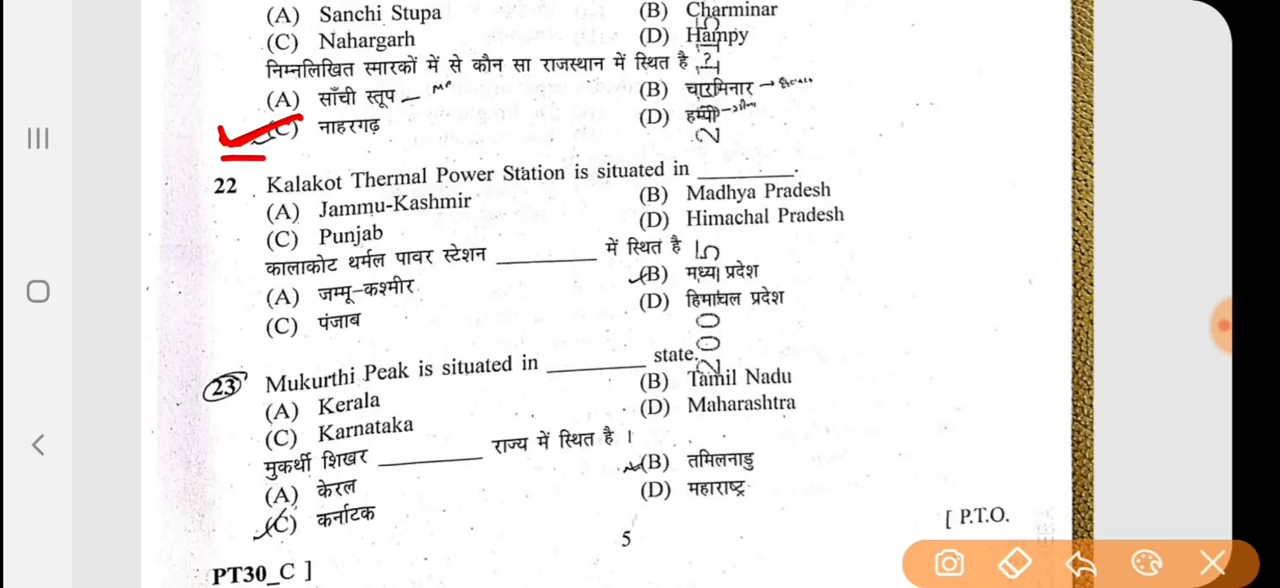 (A) Sanchi Stupa (B) Charminar
(C) Nahargarh (D) Hampy
निम्नलिखित स्मारकों में से कौन सा राजस्थान में स्थित है ?
(A) साँची स्तूप – MP (B) चारमिनार →
(C) नाहरगढ़ (D) हम्पी →
22 . Kalakot Thermal Power Station is situated in ________.
(A) Jammu-Kashmir (B) Madhya Pradesh
(C) Punjab (D) Himachal Pradesh
कालाकोट थर्मल पावर स्टेशन ________ में स्थित है
(A) जम्मू-कश्मीर (B) मध्य प्रदेश
(C) पंजाब (D) हिमाचल प्रदेश
23 Mukurthi Peak is situated in ________ state.
(A) Kerala (B) Tamil Nadu
(C) Karnataka (D) Maharashtra
मुकर्थी शिखर ________ राज्य में स्थित है ।
(A) केरल (B) तमिलनाडु
(C) कर्नाटक (D) महाराष्ट्र
5
[ P.T.O.
PT30_C ]